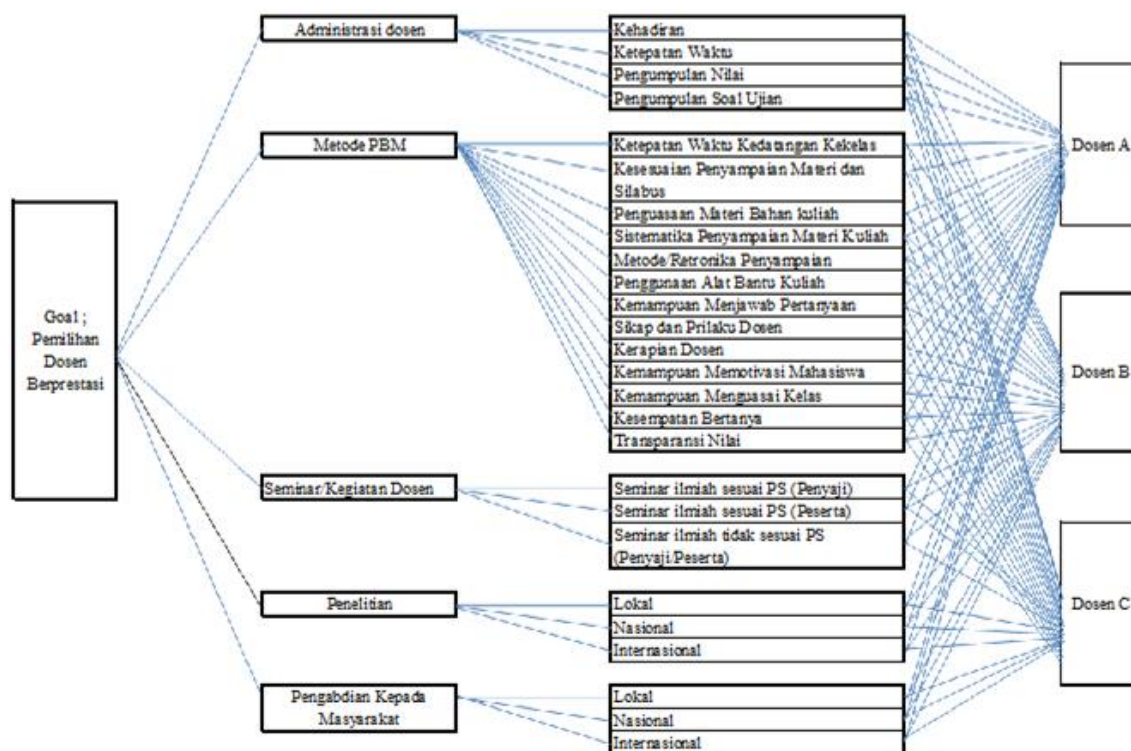 Goal ;
Pemilihan
Dosen
Berprestasi
Administrasi dosen
Metode PBM
Seminar/Kegiatan Dosen
Penelitian
Pengabdian Kepada
Masyarakat
Kehadiran
Ketepatan Waktu
Pengumpulan Nilai
Pengumpulan Soal Ujian
Ketepatan Waktu Kedatangan Kekelas
Kesesuaian Penyampaian Materi dan
Silabus
Penguasaan Materi Bahan kuliah
Sistematika Penyampaian Materi Kuliah
Metode/Retronika Penyampaian
Penggunaan Alat Bantu Kuliah
Kemampuan Menjawab Pertanyaan
Sikap dan Prilaku Dosen
Kerapian Dosen
Kemampuan Memotivasi Mahasiswa
Kemampuan Menguasai Kelas
Kesempatan Bertanya
Transparansi Nilai
Seminar ilmiah sesuai PS (Penyaji)
Seminar ilmiah sesuai PS (Peserta)
Seminar ilmiah tidak sesuai PS
(Penyaji/Peserta)
Lokal
Nasional
Internasional
Lokal
Nasional
Internasional
Dosen A
Dosen B
Dosen C